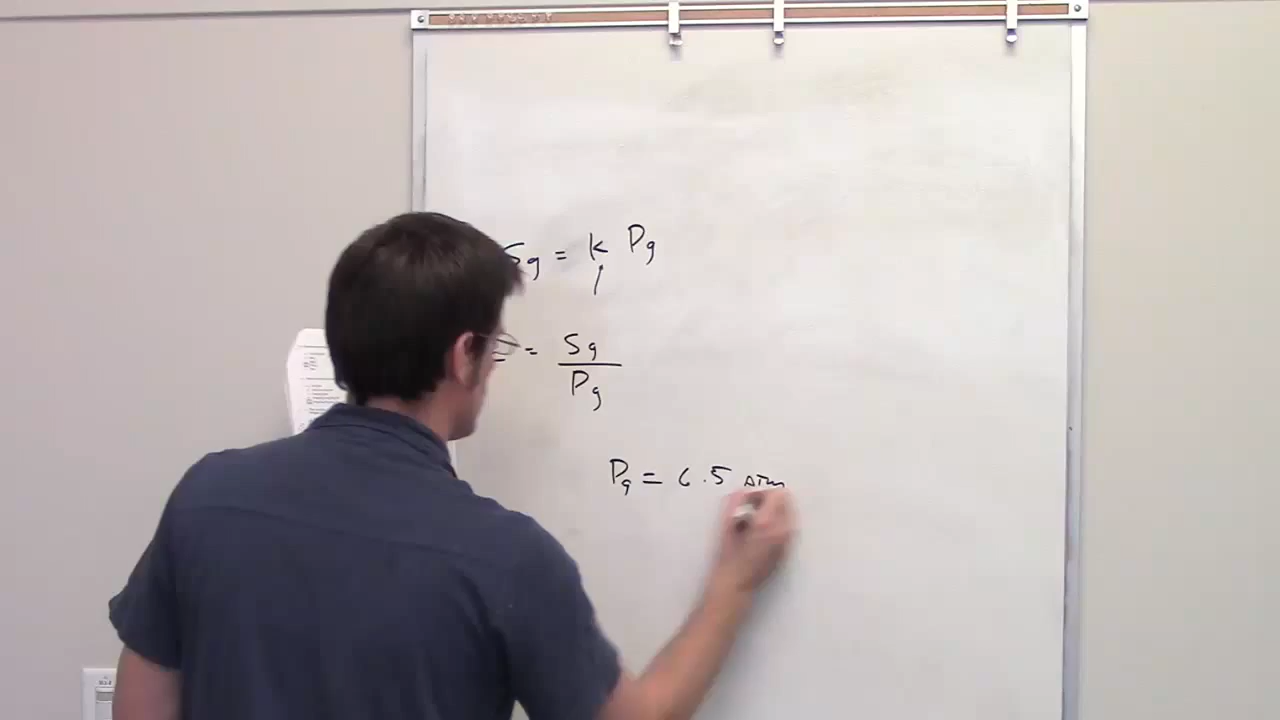 Sg = k Pg
= Sg / Pg
Pg = 6.5 ATM